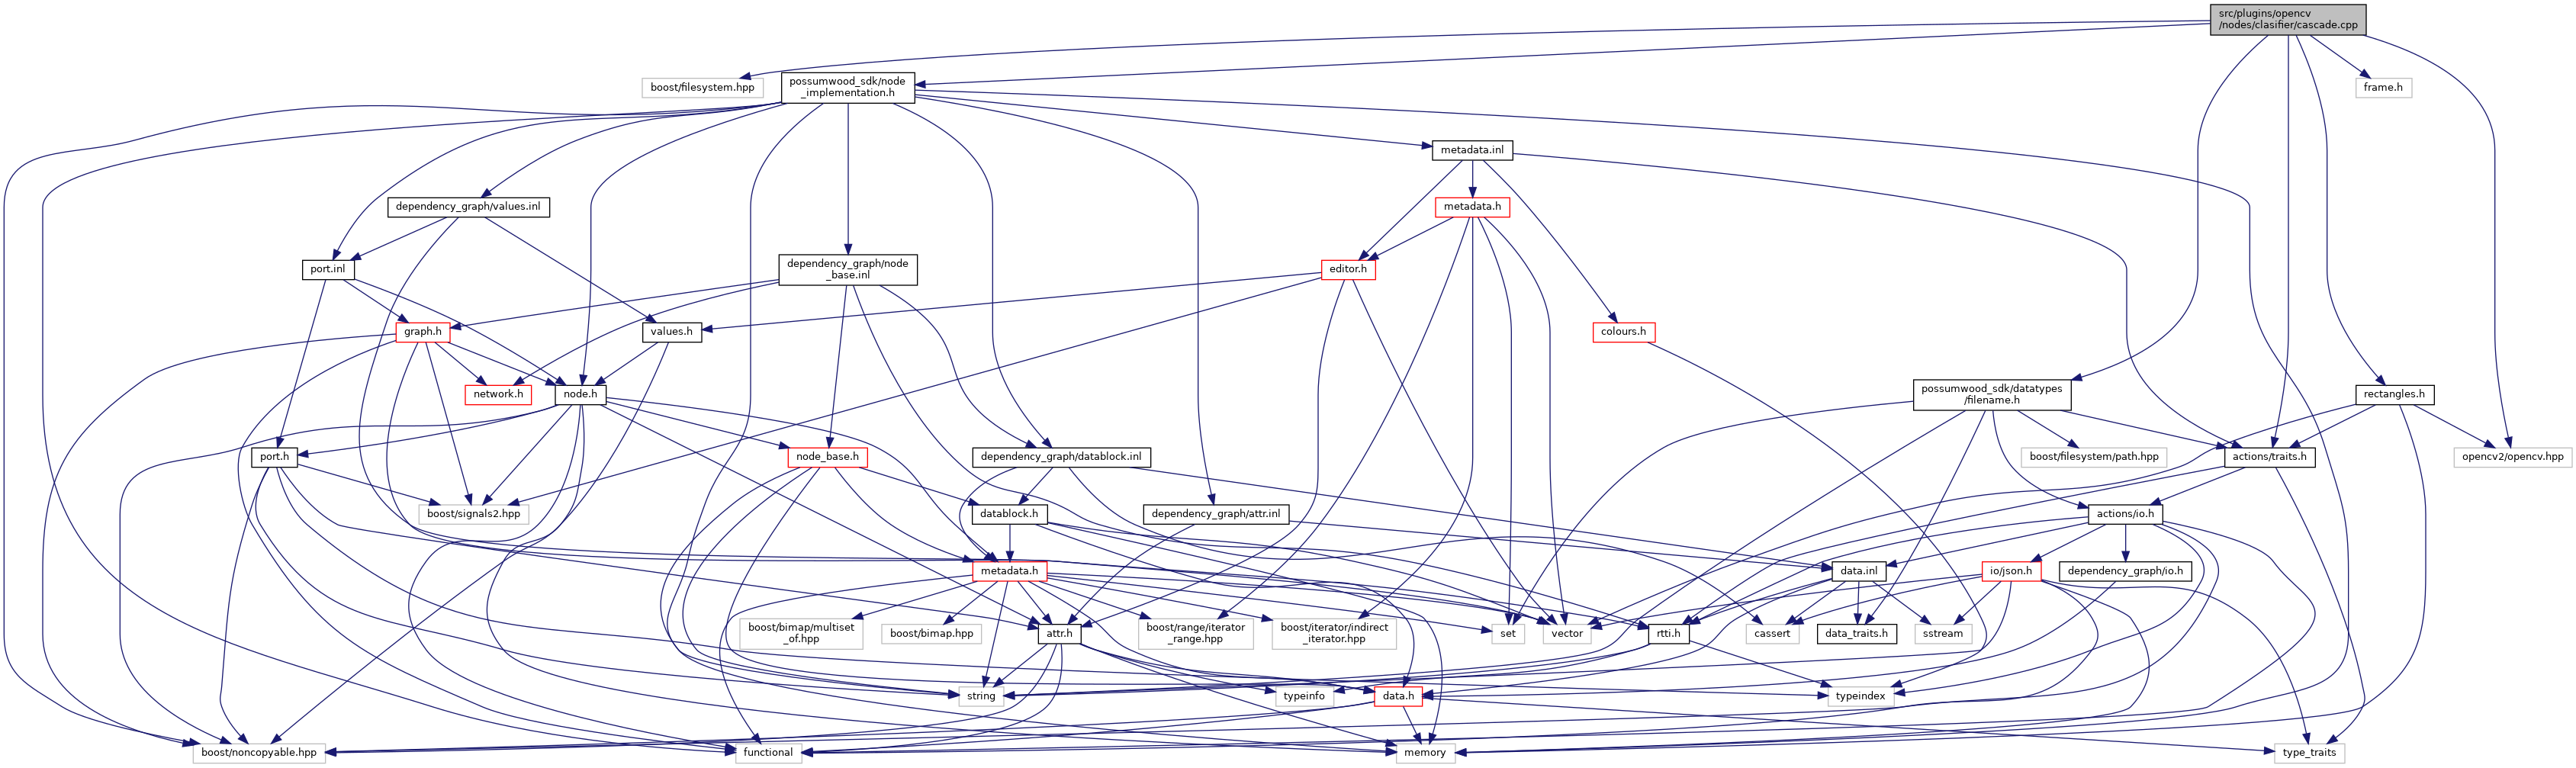 src/plugins/opencv
/nodes/clasifier/cascade.cpp
boost/filesystem.hpp
possumwood_sdk/node
_implementation.h
frame.h
metadata.inl
dependency_graph/values.inl
metadata.h
port.inl
dependency_graph/node
_base.inl
editor.h
graph.h
values.h
colours.h
network.h
node.h
possumwood_sdk/datatypes
/filename.h
rectangles.h
port.h
node_base.h
dependency_graph/datablock.inl
boost/filesystem/path.hpp
actions/traits.h
opencv2/opencv.hpp
boost/signals2.hpp
datablock.h
dependency_graph/attr.inl
actions/io.h
metadata.h
data.inl
io/json.h
dependency_graph/io.h
boost/bimap/multiset
_of.hpp
boost/bimap.hpp
attr.h
boost/range/iterator
_range.hpp
boost/iterator/indirect
_iterator.hpp
set
vector
rtti.h
cassert
data_traits.h
sstream
string
typeinfo
data.h
typeindex
boost/noncopyable.hpp
functional
memory
type_traits